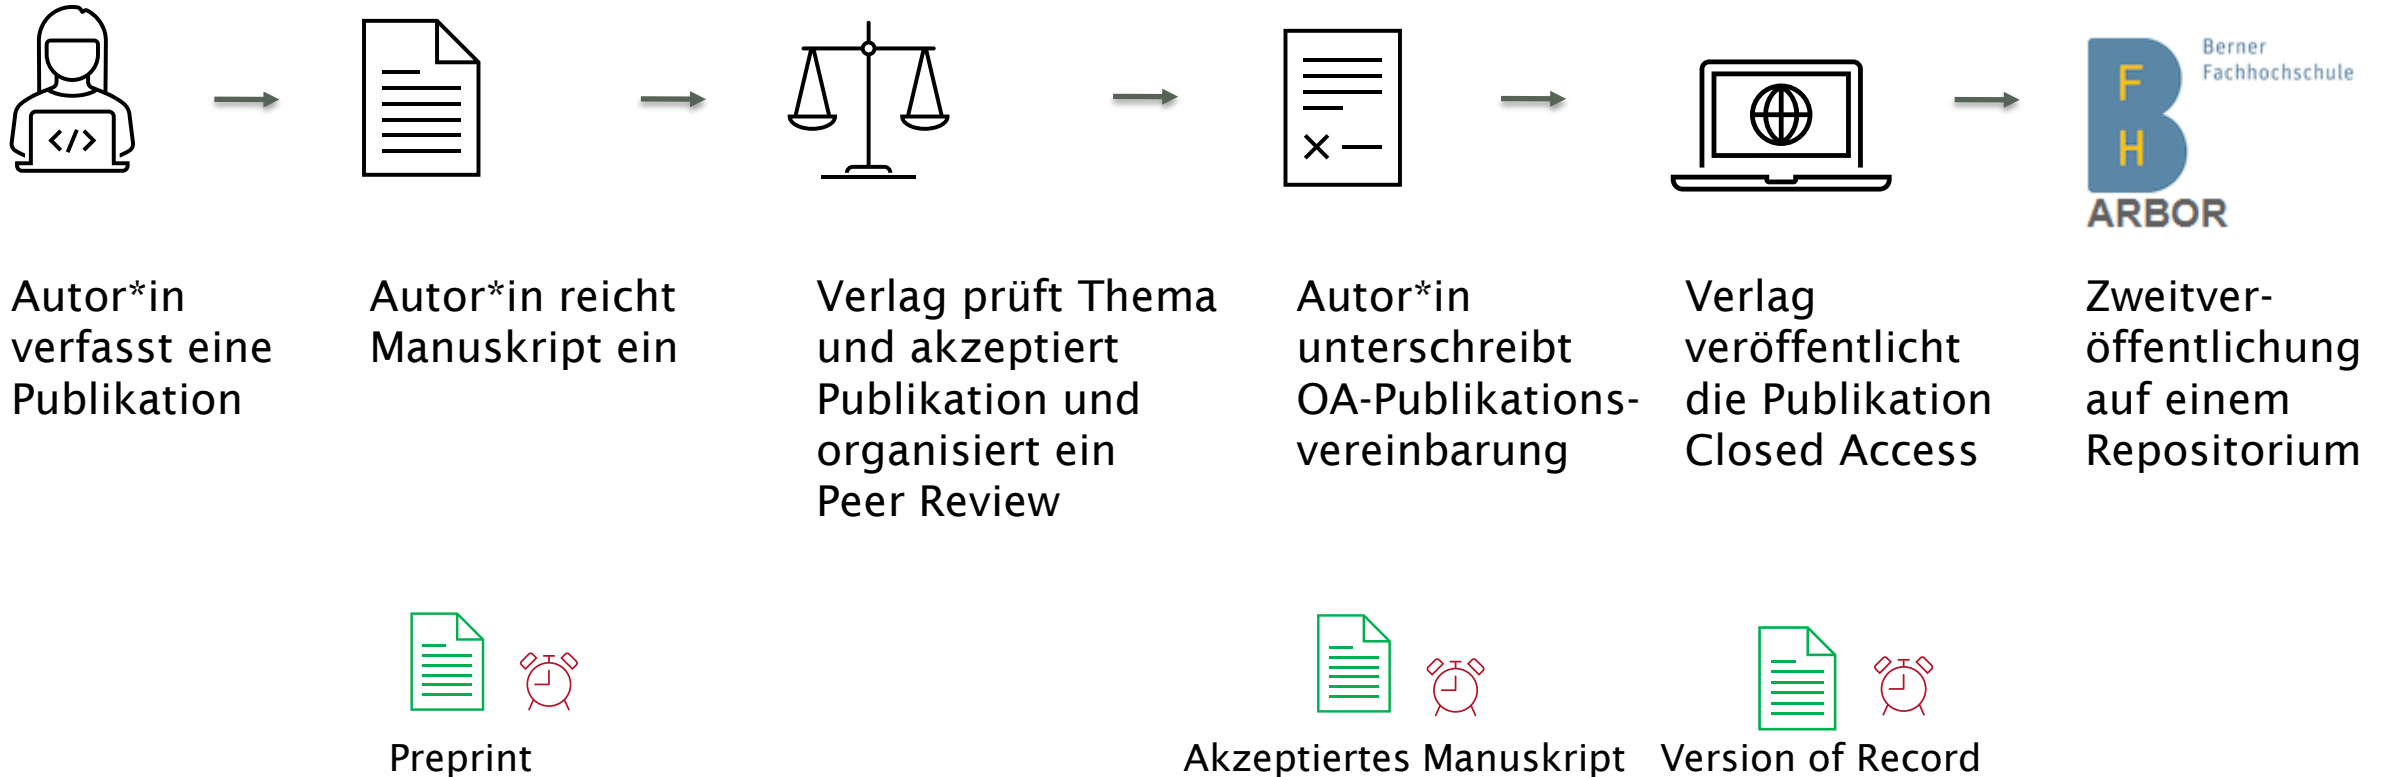 </>
F
H
Berner
Fachhochschule
ARBOR
Autor*in
verfasst eine
Publikation
Autor*in reicht
Manuskript ein
Verlag prüft Thema
und akzeptiert
Publikation und
organisiert ein
Peer Review
Autor*in
unterschreibt
OA-Publikations-
vereinbarung
Verlag
veröffentlicht
die Publikation
Closed Access
Zweitver-
öffentlichung
auf einem
Repositorium
Preprint
Akzeptiertes Manuskript
Version of Record